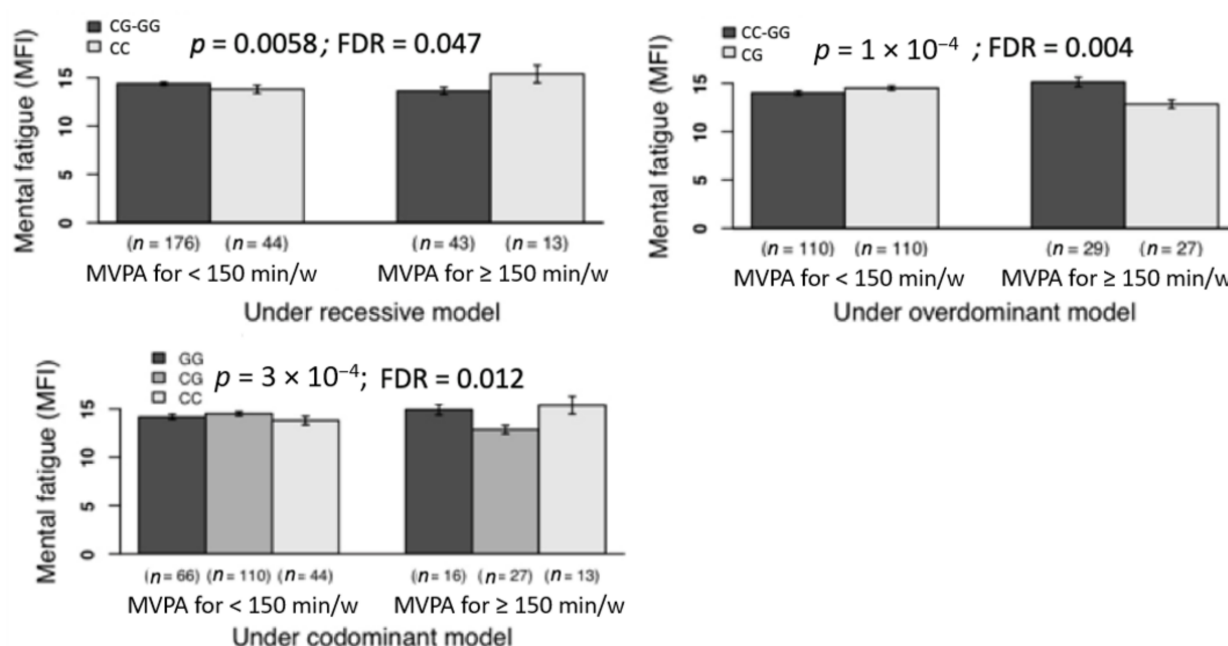 CG-GG
CC
p = 0.0058; FDR = 0.047
Mental fatigue (MFI)
15
10
5
0
(n = 176) (n = 44) (n = 43) (n = 13)
MVPA for < 150 min/w MVPA for ≥ 150 min/w
Under recessive model
CC-GG
CG
p = 1 × 10⁻⁴ ; FDR = 0.004
Mental fatigue (MFI)
15
10
5
0
(n = 110) (n = 110) (n = 29) (n = 27)
MVPA for < 150 min/w MVPA for ≥ 150 min/w
Under overdominant model
GG
CG
CC
p = 3 × 10⁻⁴; FDR = 0.012
Mental fatigue (MFI)
15
10
5
0
(n = 66) (n = 110) (n = 44) (n = 16) (n = 27) (n = 13)
MVPA for < 150 min/w MVPA for ≥ 150 min/w
Under codominant model